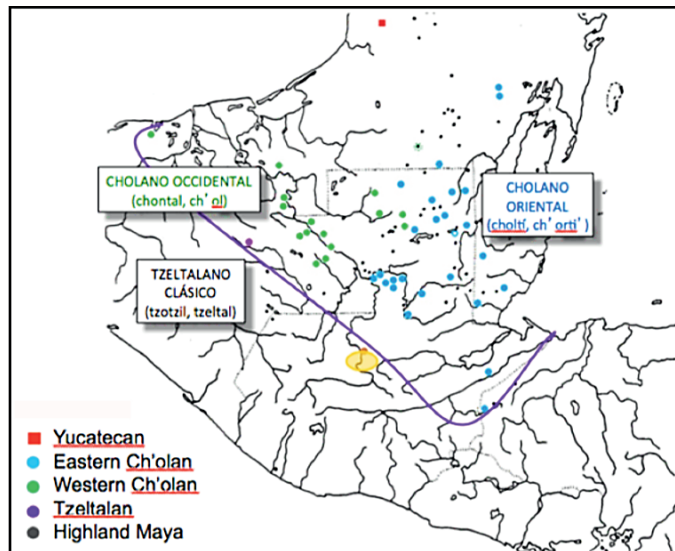 CHOLANO OCCIDENTAL
(chontal, ch' ol)
CHOLANO
ORIENTAL
(choltí, ch' orti' )
TZELTALANO
CLÁSICO
(tzotzil, tzeltal)
Yucatecan
Eastern Ch'olan
Western Ch'olan
Tzeltalan
Highland Maya